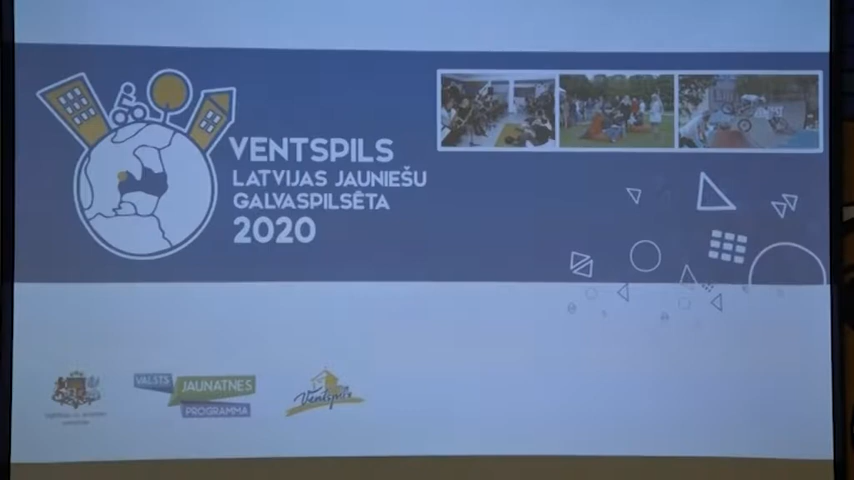 VENTSPILS
LATVIJAS JAUNIEŠU
GALVASPILSĒTA
2020
VALSTS
JAUNATNES
PROGRAMMA
Ventspils